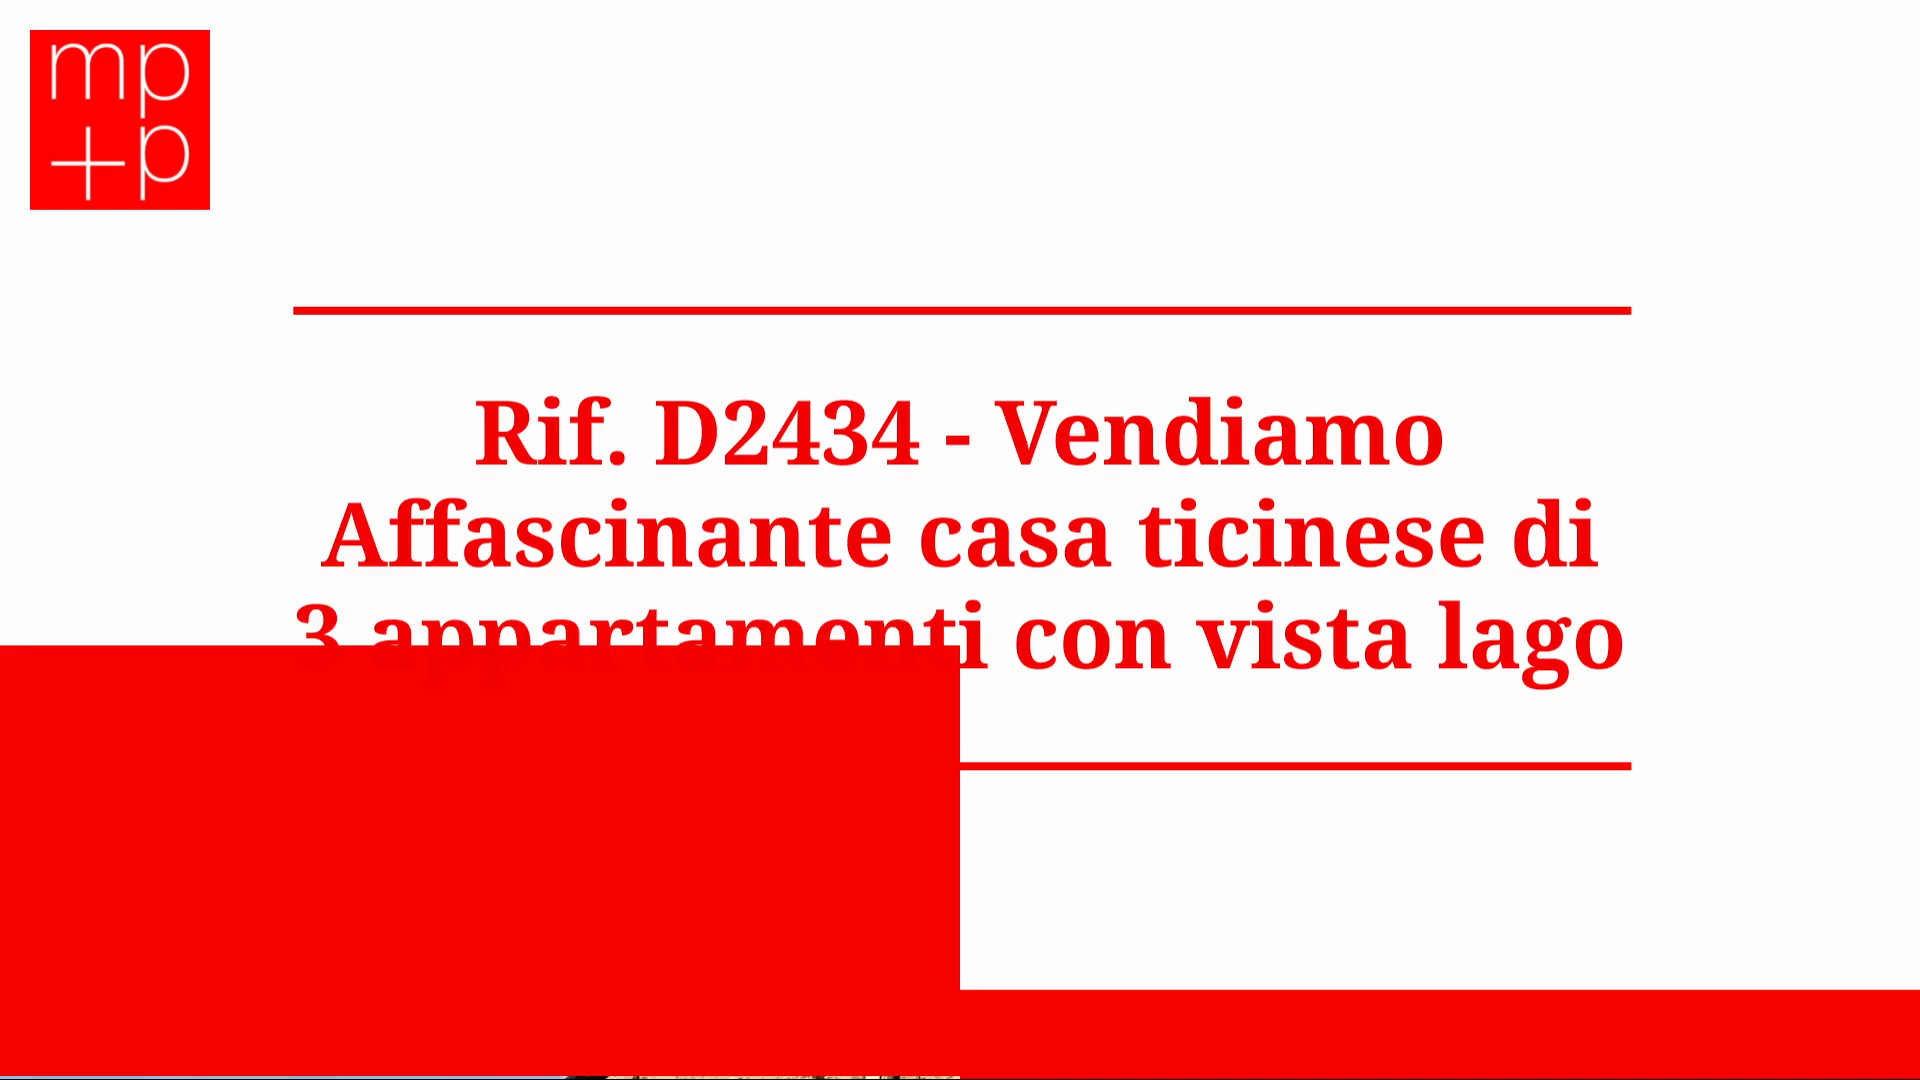 mp
+p
Rif. D2434 - Vendiamo
Affascinante casa ticinese di
3 appartamenti con vista lago